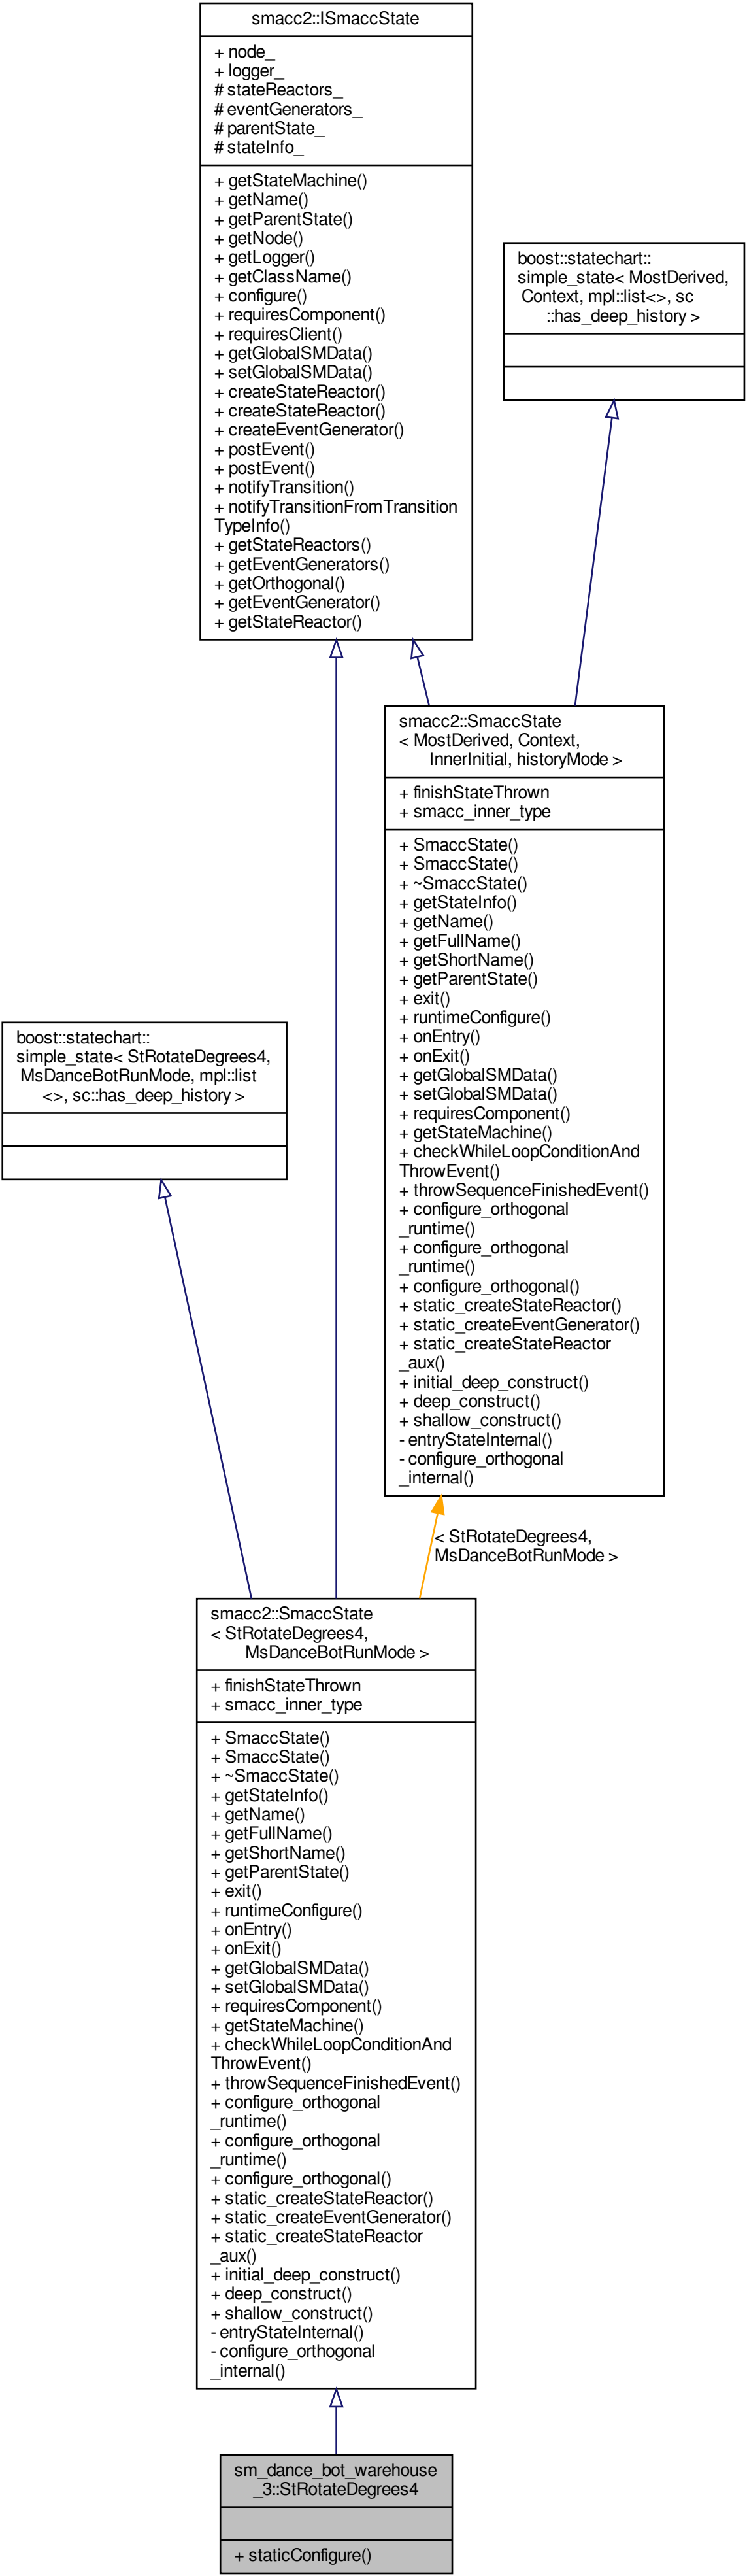 smacc2::ISmaccState
+ node_
+ logger_
# stateReactors_
# eventGenerators_
# parentState_
# stateInfo_
+ getStateMachine()
+ getName()
+ getParentState()
+ getNode()
+ getLogger()
+ getClassName()
+ configure()
+ requiresComponent()
+ requiresClient()
+ getGlobalSMData()
+ setGlobalSMData()
+ createStateReactor()
+ createStateReactor()
+ createEventGenerator()
+ postEvent()
+ postEvent()
+ notifyTransition()
+ notifyTransitionFromTransition
TypeInfo()
+ getStateReactors()
+ getEventGenerators()
+ getOrthogonal()
+ getEventGenerator()
+ getStateReactor()
boost::statechart::
simple_state< MostDerived,
Context, mpl::list<>, sc
::has_deep_history >
smacc2::SmaccState
< MostDerived, Context,
InnerInitial, historyMode >
+ finishStateThrown
+ smacc_inner_type
+ SmaccState()
+ SmaccState()
+ ~SmaccState()
+ getStateInfo()
+ getName()
+ getFullName()
+ getShortName()
+ getParentState()
+ exit()
+ runtimeConfigure()
+ onEntry()
+ onExit()
+ getGlobalSMData()
+ setGlobalSMData()
+ requiresComponent()
+ getStateMachine()
+ checkWhileLoopConditionAnd
ThrowEvent()
+ throwSequenceFinishedEvent()
+ configure_orthogonal
_runtime()
+ configure_orthogonal
_runtime()
+ configure_orthogonal()
+ static_createStateReactor()
+ static_createEventGenerator()
+ static_createStateReactor
_aux()
+ initial_deep_construct()
+ deep_construct()
+ shallow_construct()
- entryStateInternal()
- configure_orthogonal
_internal()
boost::statechart::
simple_state< StRotateDegrees4,
MsDanceBotRunMode, mpl::list
<>, sc::has_deep_history >
< StRotateDegrees4,
MsDanceBotRunMode >
smacc2::SmaccState
< StRotateDegrees4,
MsDanceBotRunMode >
+ finishStateThrown
+ smacc_inner_type
+ SmaccState()
+ SmaccState()
+ ~SmaccState()
+ getStateInfo()
+ getName()
+ getFullName()
+ getShortName()
+ getParentState()
+ exit()
+ runtimeConfigure()
+ onEntry()
+ onExit()
+ getGlobalSMData()
+ setGlobalSMData()
+ requiresComponent()
+ getStateMachine()
+ checkWhileLoopConditionAnd
ThrowEvent()
+ throwSequenceFinishedEvent()
+ configure_orthogonal
_runtime()
+ configure_orthogonal
_runtime()
+ configure_orthogonal()
+ static_createStateReactor()
+ static_createEventGenerator()
+ static_createStateReactor
_aux()
+ initial_deep_construct()
+ deep_construct()
+ shallow_construct()
- entryStateInternal()
- configure_orthogonal
_internal()
sm_dance_bot_warehouse
_3::StRotateDegrees4
+ staticConfigure()